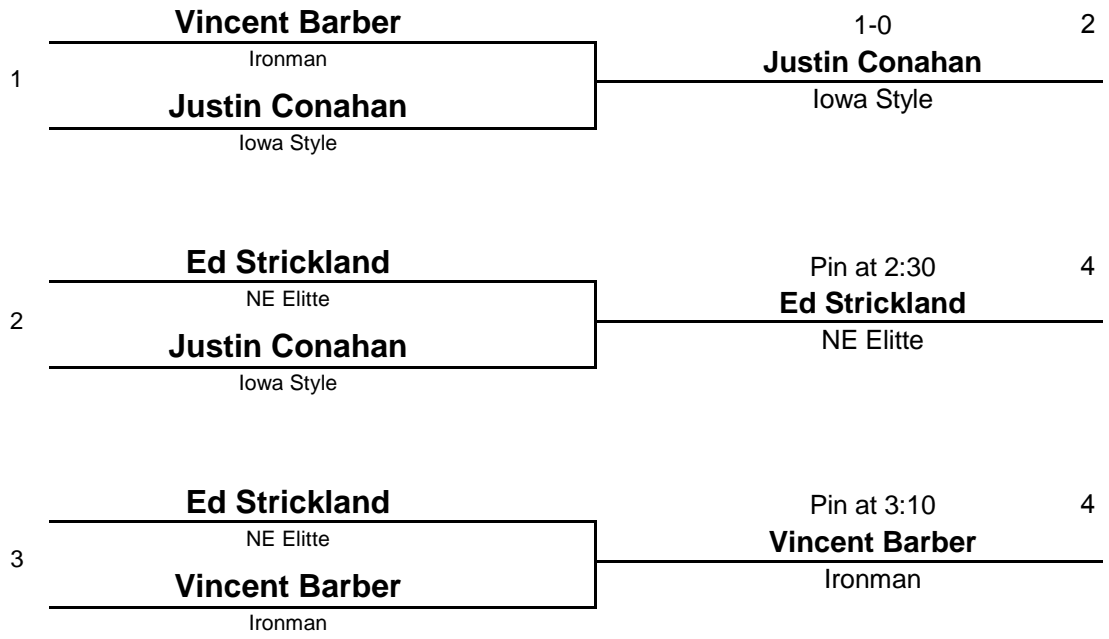 Vincent Barber
Ironman
1
Justin Conahan
Iowa Style
1-0 2
Justin Conahan
Iowa Style
Ed Strickland
NE Elitte
2
Justin Conahan
Iowa Style
Pin at 2:30 4
Ed Strickland
NE Elitte
Ed Strickland
NE Elitte
3
Vincent Barber
Ironman
Pin at 3:10 4
Vincent Barber
Ironman